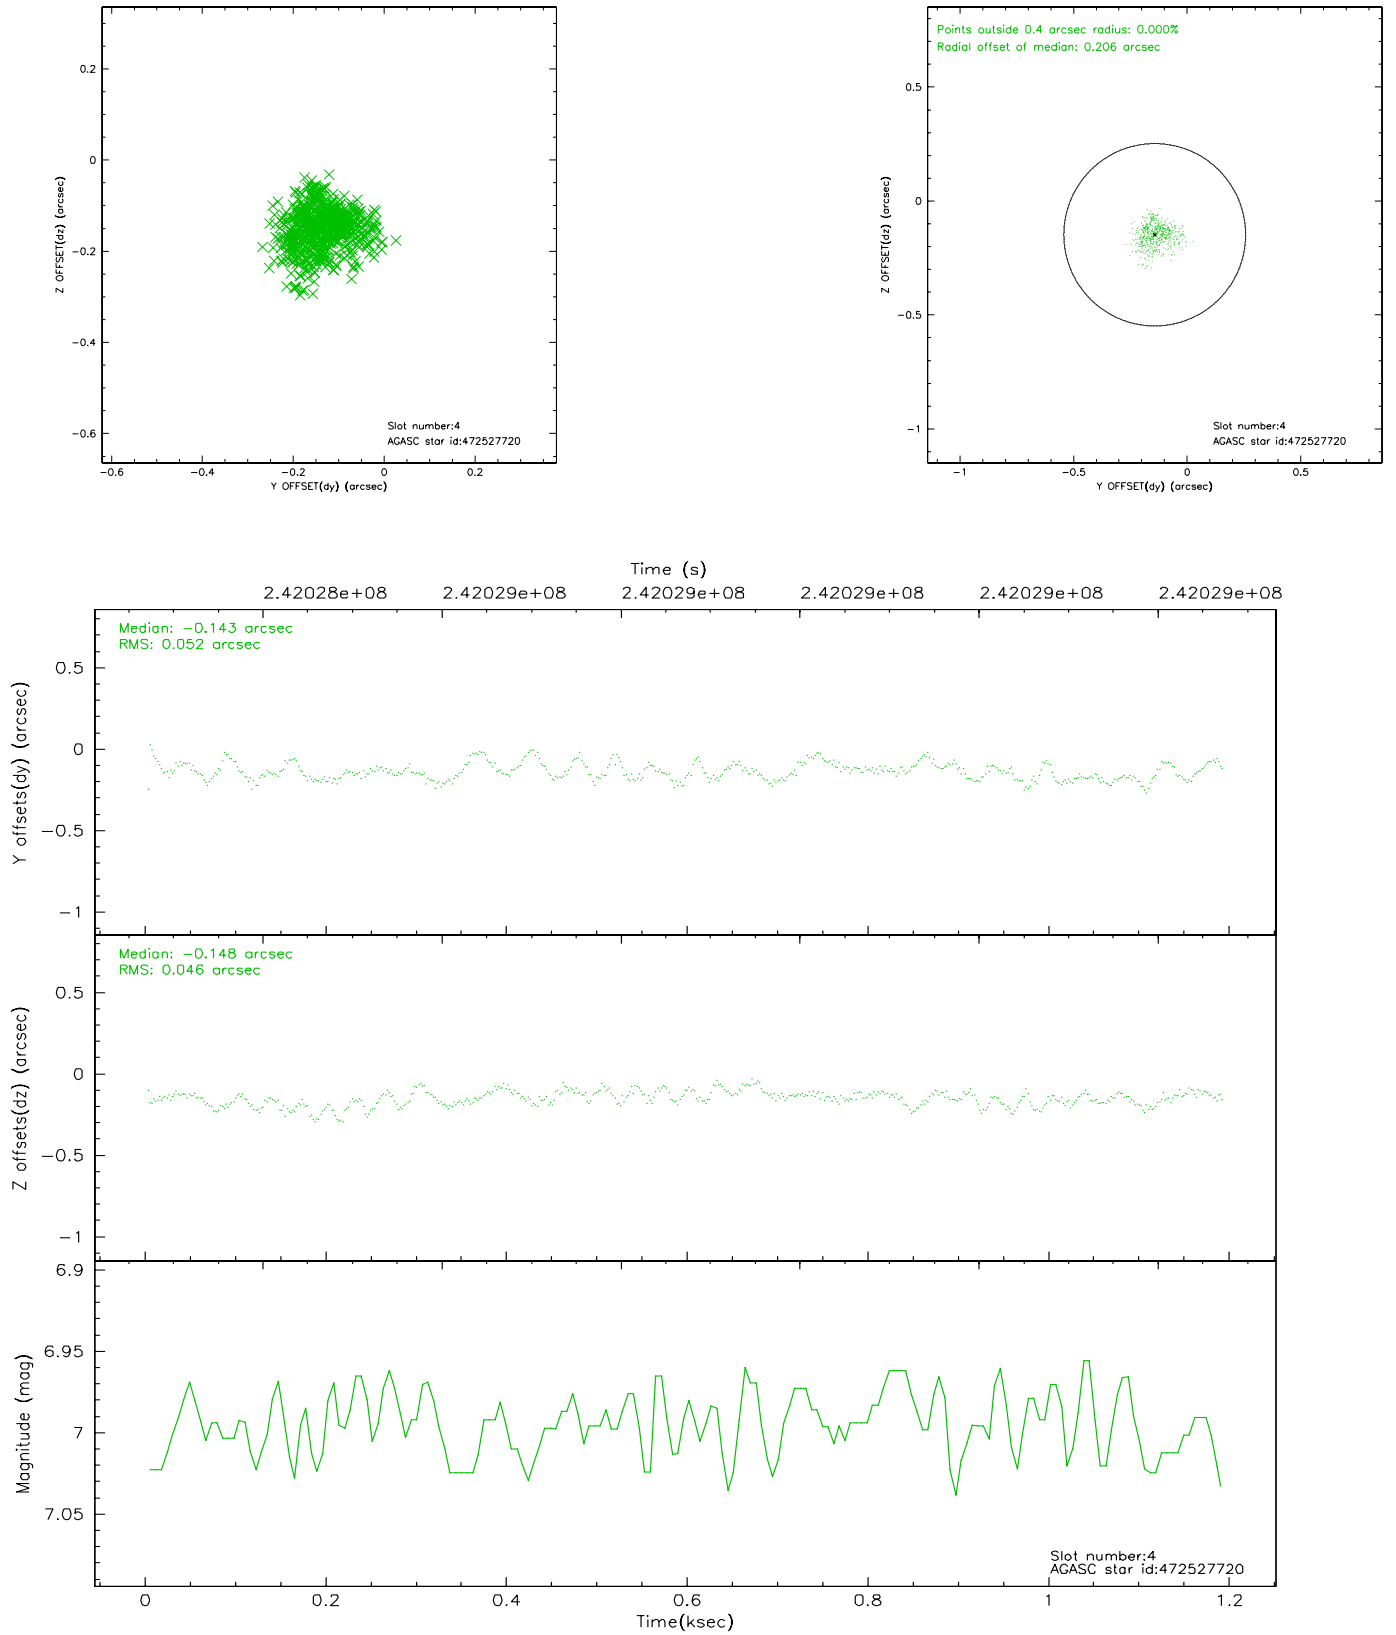 0.2
0
−0.2
−0.4
−0.6
Z OFFSET(dz) (arcsec)
Slot number:4
AGASC star id:472527720
−0.6 −0.4 −0.2 0 0.2
Y OFFSET(dy) (arcsec)
Points outside 0.4 arcsec radius: 0.000%
Radial offset of median: 0.206 arcsec
0.5
0
−0.5
−1
Z OFFSET(dz) (arcsec)
Slot number:4
AGASC star id:472527720
−1 −0.5 0 0.5
Y OFFSET(dy) (arcsec)
Time (s)
2.42028e+08 2.42029e+08 2.42029e+08 2.42029e+08 2.42029e+08 2.42029e+08
Median: −0.143 arcsec
RMS: 0.052 arcsec
0.5
0
−0.5
−1
Y offsets(dy) (arcsec)
Median: −0.148 arcsec
RMS: 0.046 arcsec
0.5
0
−0.5
−1
Z offsets(dz) (arcsec)
6.9
6.95
7
7.05
Magnitude (mag)
Slot number:4
AGASC star id:472527720
0 0.2 0.4 0.6 0.8 1 1.2
Time(ksec)